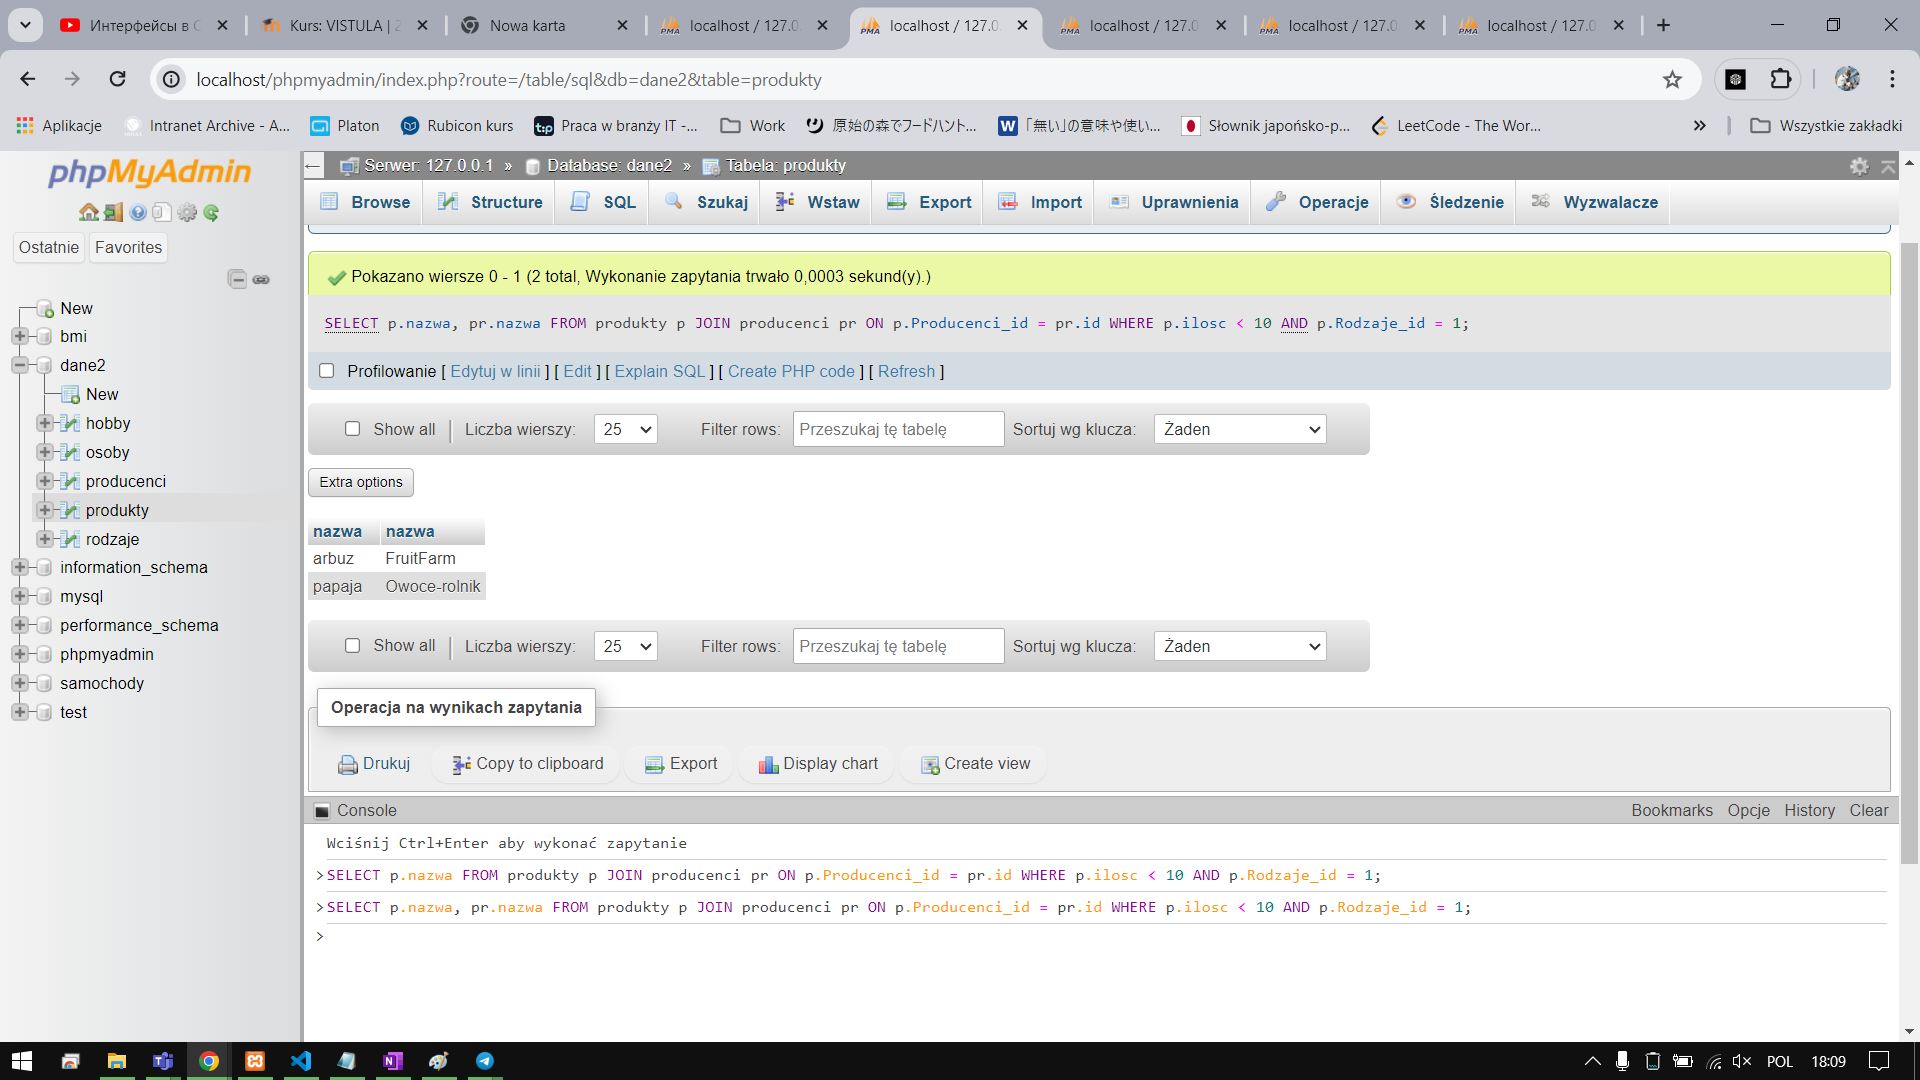 Интерфейсы в C
Kurs: VISTULA | 2
Nowa karta
localhost / 127.0.
localhost / 127.0.
localhost / 127.0
localhost / 127.0
localhost / 127.0
localhost/phpmyadmin/index.php?route=/table/sql&db=dane2&table=produkty
Aplikacje
Intranet Archive - A...
Platon
Rubicon kurs
Praca w branży IT -...
Work
原始の森でフードハント...
「無い」の意味や使い...
Słownik japońsko-p...
LeetCode - The Wor...
Wszystkie zakładki
phpMyAdmin
Ostatnie
Favorites
New
bmi
dane2
New
hobby
osoby
producenci
produkty
rodzaje
information_schema
mysql
performance_schema
phpmyadmin
samochody
test
Serwer: 127.0.0.1 » Database: dane2 » Tabela: produkty
Browse
Structure
SQL
Szukaj
Wstaw
Export
Import
Uprawnienia
Operacje
Śledzenie
Wyzwalacze
Pokazano wiersze 0 - 1 (2 total, Wykonanie zapytania trwało 0,0003 sekund(y).)
SELECT p.nazwa, pr.nazwa FROM produkty p JOIN producenci pr ON p.Producenci_id = pr.id WHERE p.ilosc < 10 AND p.Rodzaje_id = 1;
Profilowanie [ Edytuj w linii ] [ Edit ] [ Explain SQL ] [ Create PHP code ] [ Refresh ]
Show all
Liczba wierszy: 25
Filter rows: Przeszukaj tę tabelę
Sortuj wg klucza: Żaden
Extra options
nazwa nazwa
arbuz FruitFarm
papaja Owoce-rolnik
Show all
Liczba wierszy: 25
Filter rows: Przeszukaj tę tabelę
Sortuj wg klucza: Żaden
Operacja na wynikach zapytania
Drukuj
Copy to clipboard
Export
Display chart
Create view
Console
Bookmarks Opcje History Clear
Wciśnij Ctrl+Enter aby wykonać zapytanie
>SELECT p.nazwa FROM produkty p JOIN producenci pr ON p.Producenci_id = pr.id WHERE p.ilosc < 10 AND p.Rodzaje_id = 1;
>SELECT p.nazwa, pr.nazwa FROM produkty p JOIN producenci pr ON p.Producenci_id = pr.id WHERE p.ilosc < 10 AND p.Rodzaje_id = 1;
>
POL
18:09